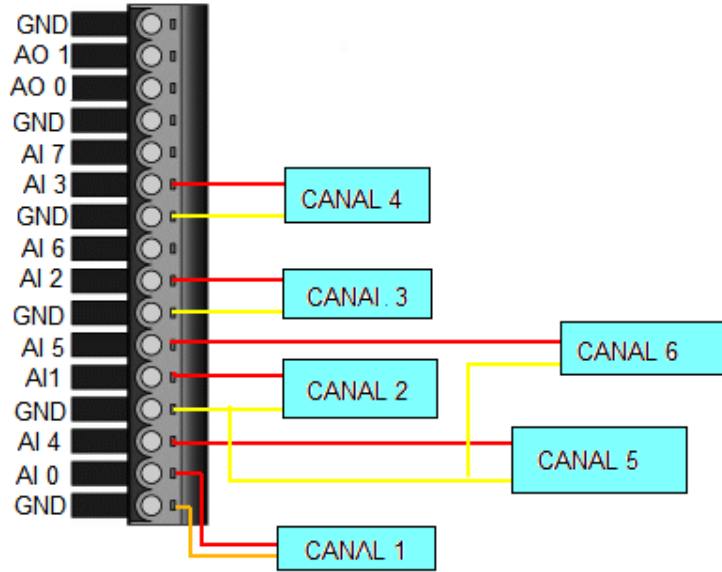 GND
AO 1
AO 0
GND
AI 7
AI 3
GND
AI 6
AI 2
GND
AI 5
AI1
GND
AI 4
AI 0
GND
CANAL 4
CANAL 3
CANAL 6
CANAL 2
CANAL 5
CANAL 1